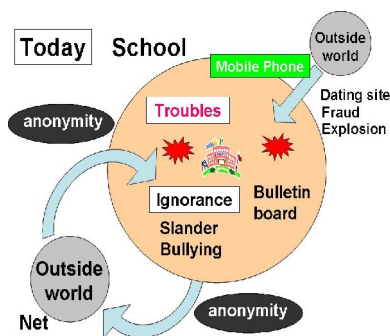 Today School
Outside
world
Mobile Phone
Dating site
Fraud
Explosion
Troubles
anonymity
Ignorance
Slander
Bullying
Bulletin
board
Outside
world
Net
anonymity